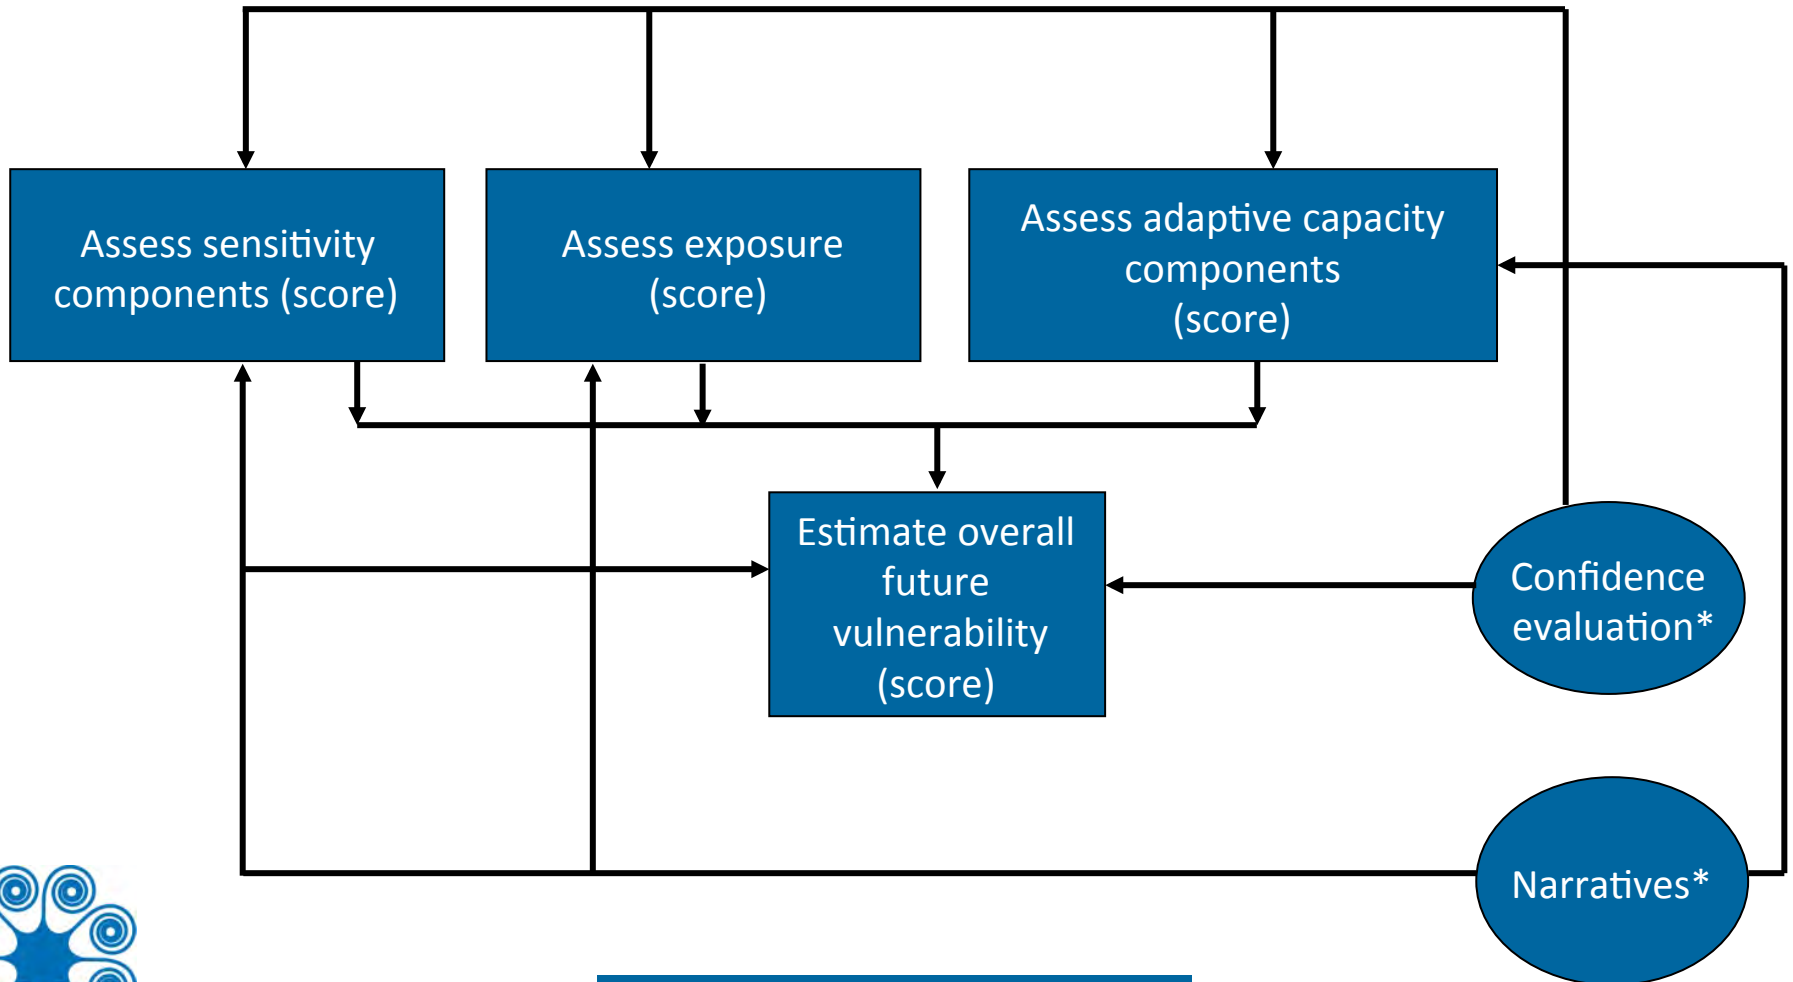 Assess sensitivity
components (score)
Assess exposure
(score)
Assess adaptive capacity
components
(score)
Estimate overall
future
vulnerability
(score)
Confidence
evaluation*
Narratives*